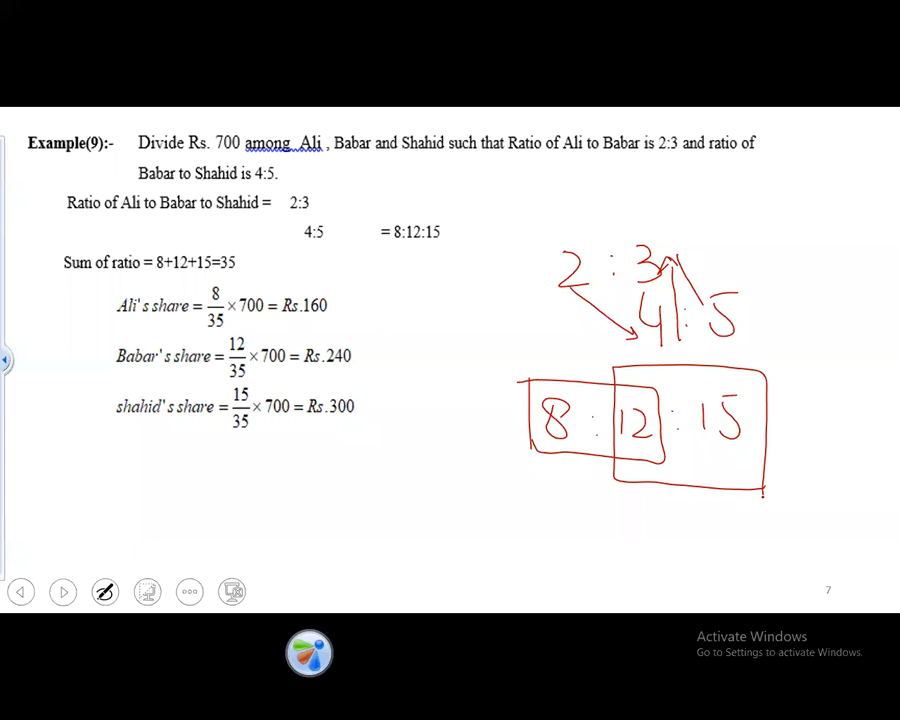 Example(9):- Divide Rs. 700 among Ali , Babar and Shahid such that Ratio of Ali to Babar is 2:3 and ratio of
Babar to Shahid is 4:5.
Ratio of Ali to Babar to Shahid = 2:3
4:5 = 8:12:15
Sum of ratio = 8+12+15=35
Ali's share = 8/35 × 700 = Rs.160
Babar's share = 12/35 × 700 = Rs.240
shahid's share = 15/35 × 700 = Rs.300
2 : 3
4 : 5
8 : 12 : 15
7
Activate Windows
Go to Settings to activate Windows.